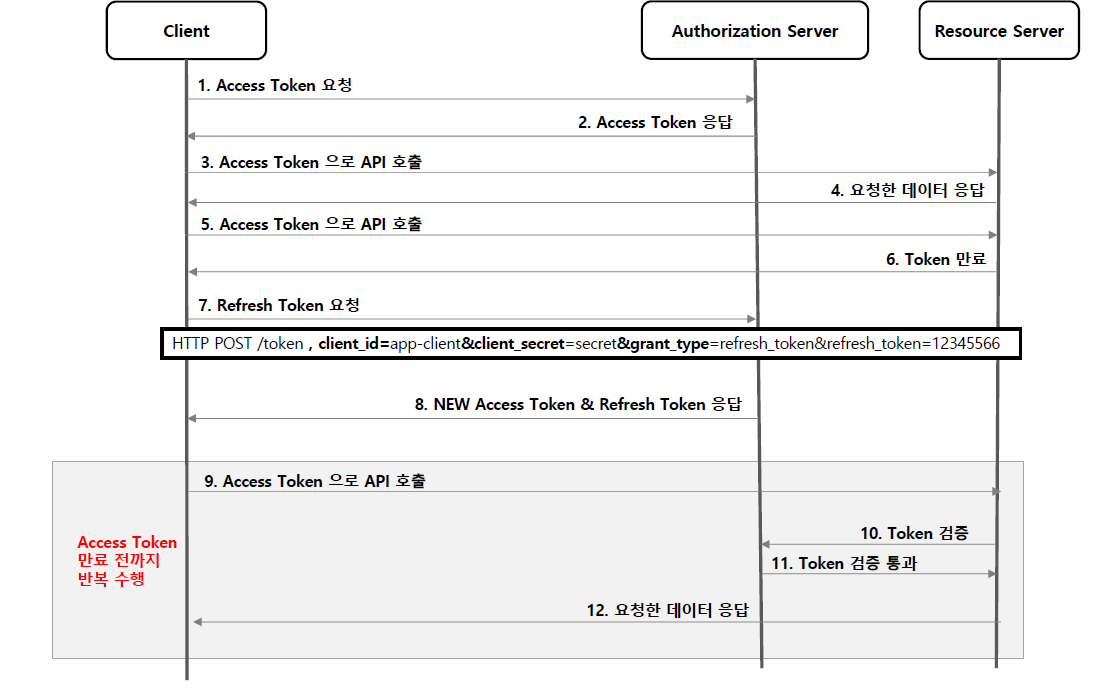 Client
Authorization Server
Resource Server
1. Access Token 요청
2. Access Token 응답
3. Access Token 으로 API 호출
4. 요청한 데이터 응답
5. Access Token 으로 API 호출
6. Token 만료
7. Refresh Token 요청
HTTP POST /token , client_id=app-client&client_secret=secret&grant_type=refresh_token&refresh_token=12345566
8. NEW Access Token & Refresh Token 응답
9. Access Token 으로 API 호출
10. Token 검증
Access Token
만료 전까지
반복 수행
11. Token 검증 통과
12. 요청한 데이터 응답